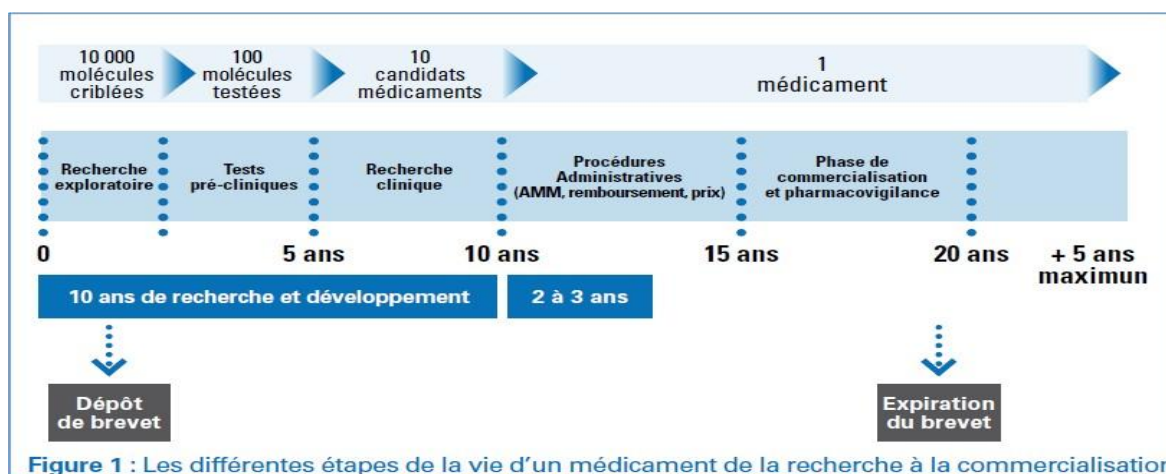 10 000
molécules
criblées
100
molécules
testées
10
candidats
médicaments
1
médicament
Recherche
exploratoire
Tests
pré-cliniques
Recherche
clinique
Procédures
Administratives
(AMM, remboursement, prix)
Phase de
commercialisation
et pharmacovigilance
0
5 ans
10 ans
15 ans
20 ans
+ 5 ans
maximun
10 ans de recherche et développement
2 à 3 ans
Dépôt
de brevet
Expiration
du brevet
Figure 1 : Les différentes étapes de la vie d'un médicament de la recherche à la commercialisation